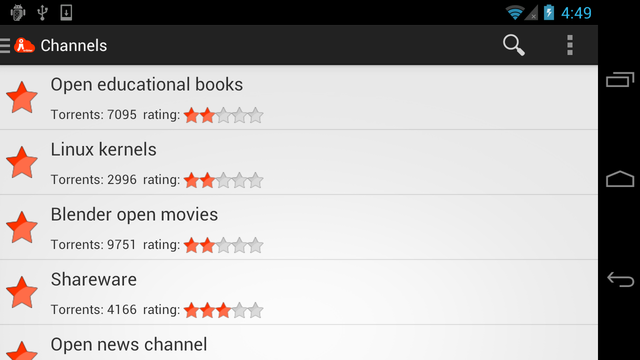 4:49
Channels
Open educational books
Torrents: 7095 rating:
Linux kernels
Torrents: 2996 rating:
Blender open movies
Torrents: 9751 rating:
Shareware
Torrents: 4166 rating:
Open news channel